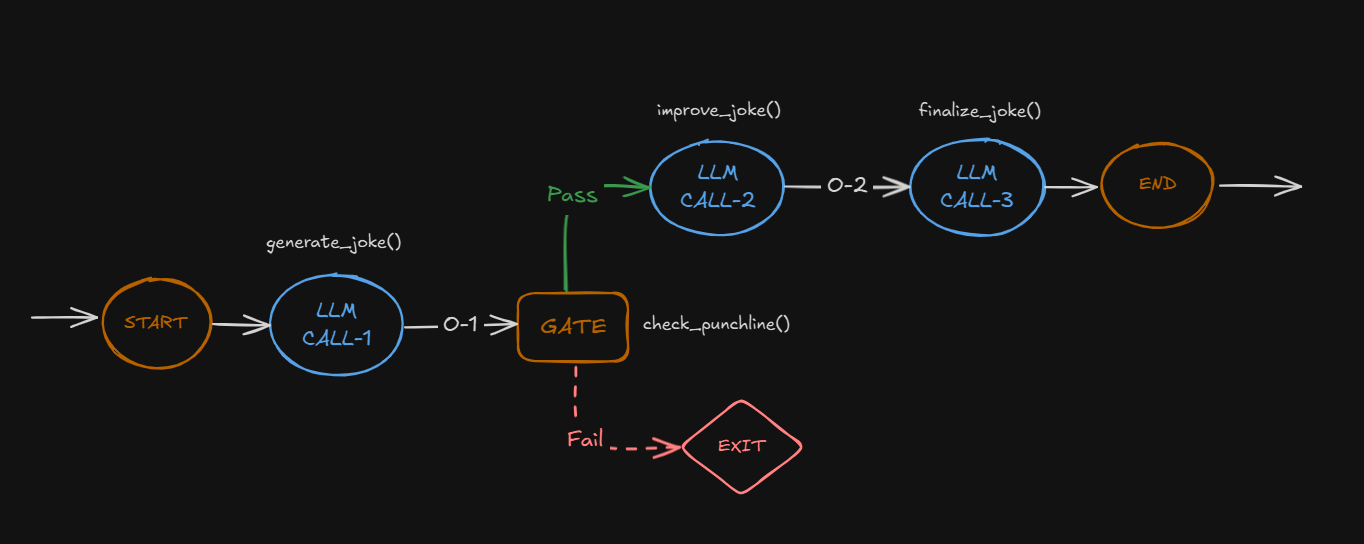 improve_joke()
finalize_joke()
LLM
CALL-2
O-2
LLM
CALL-3
END
Pass
generate_joke()
START
LLM
CALL-1
O-1
GATE
check_punchline()
Fail
EXIT